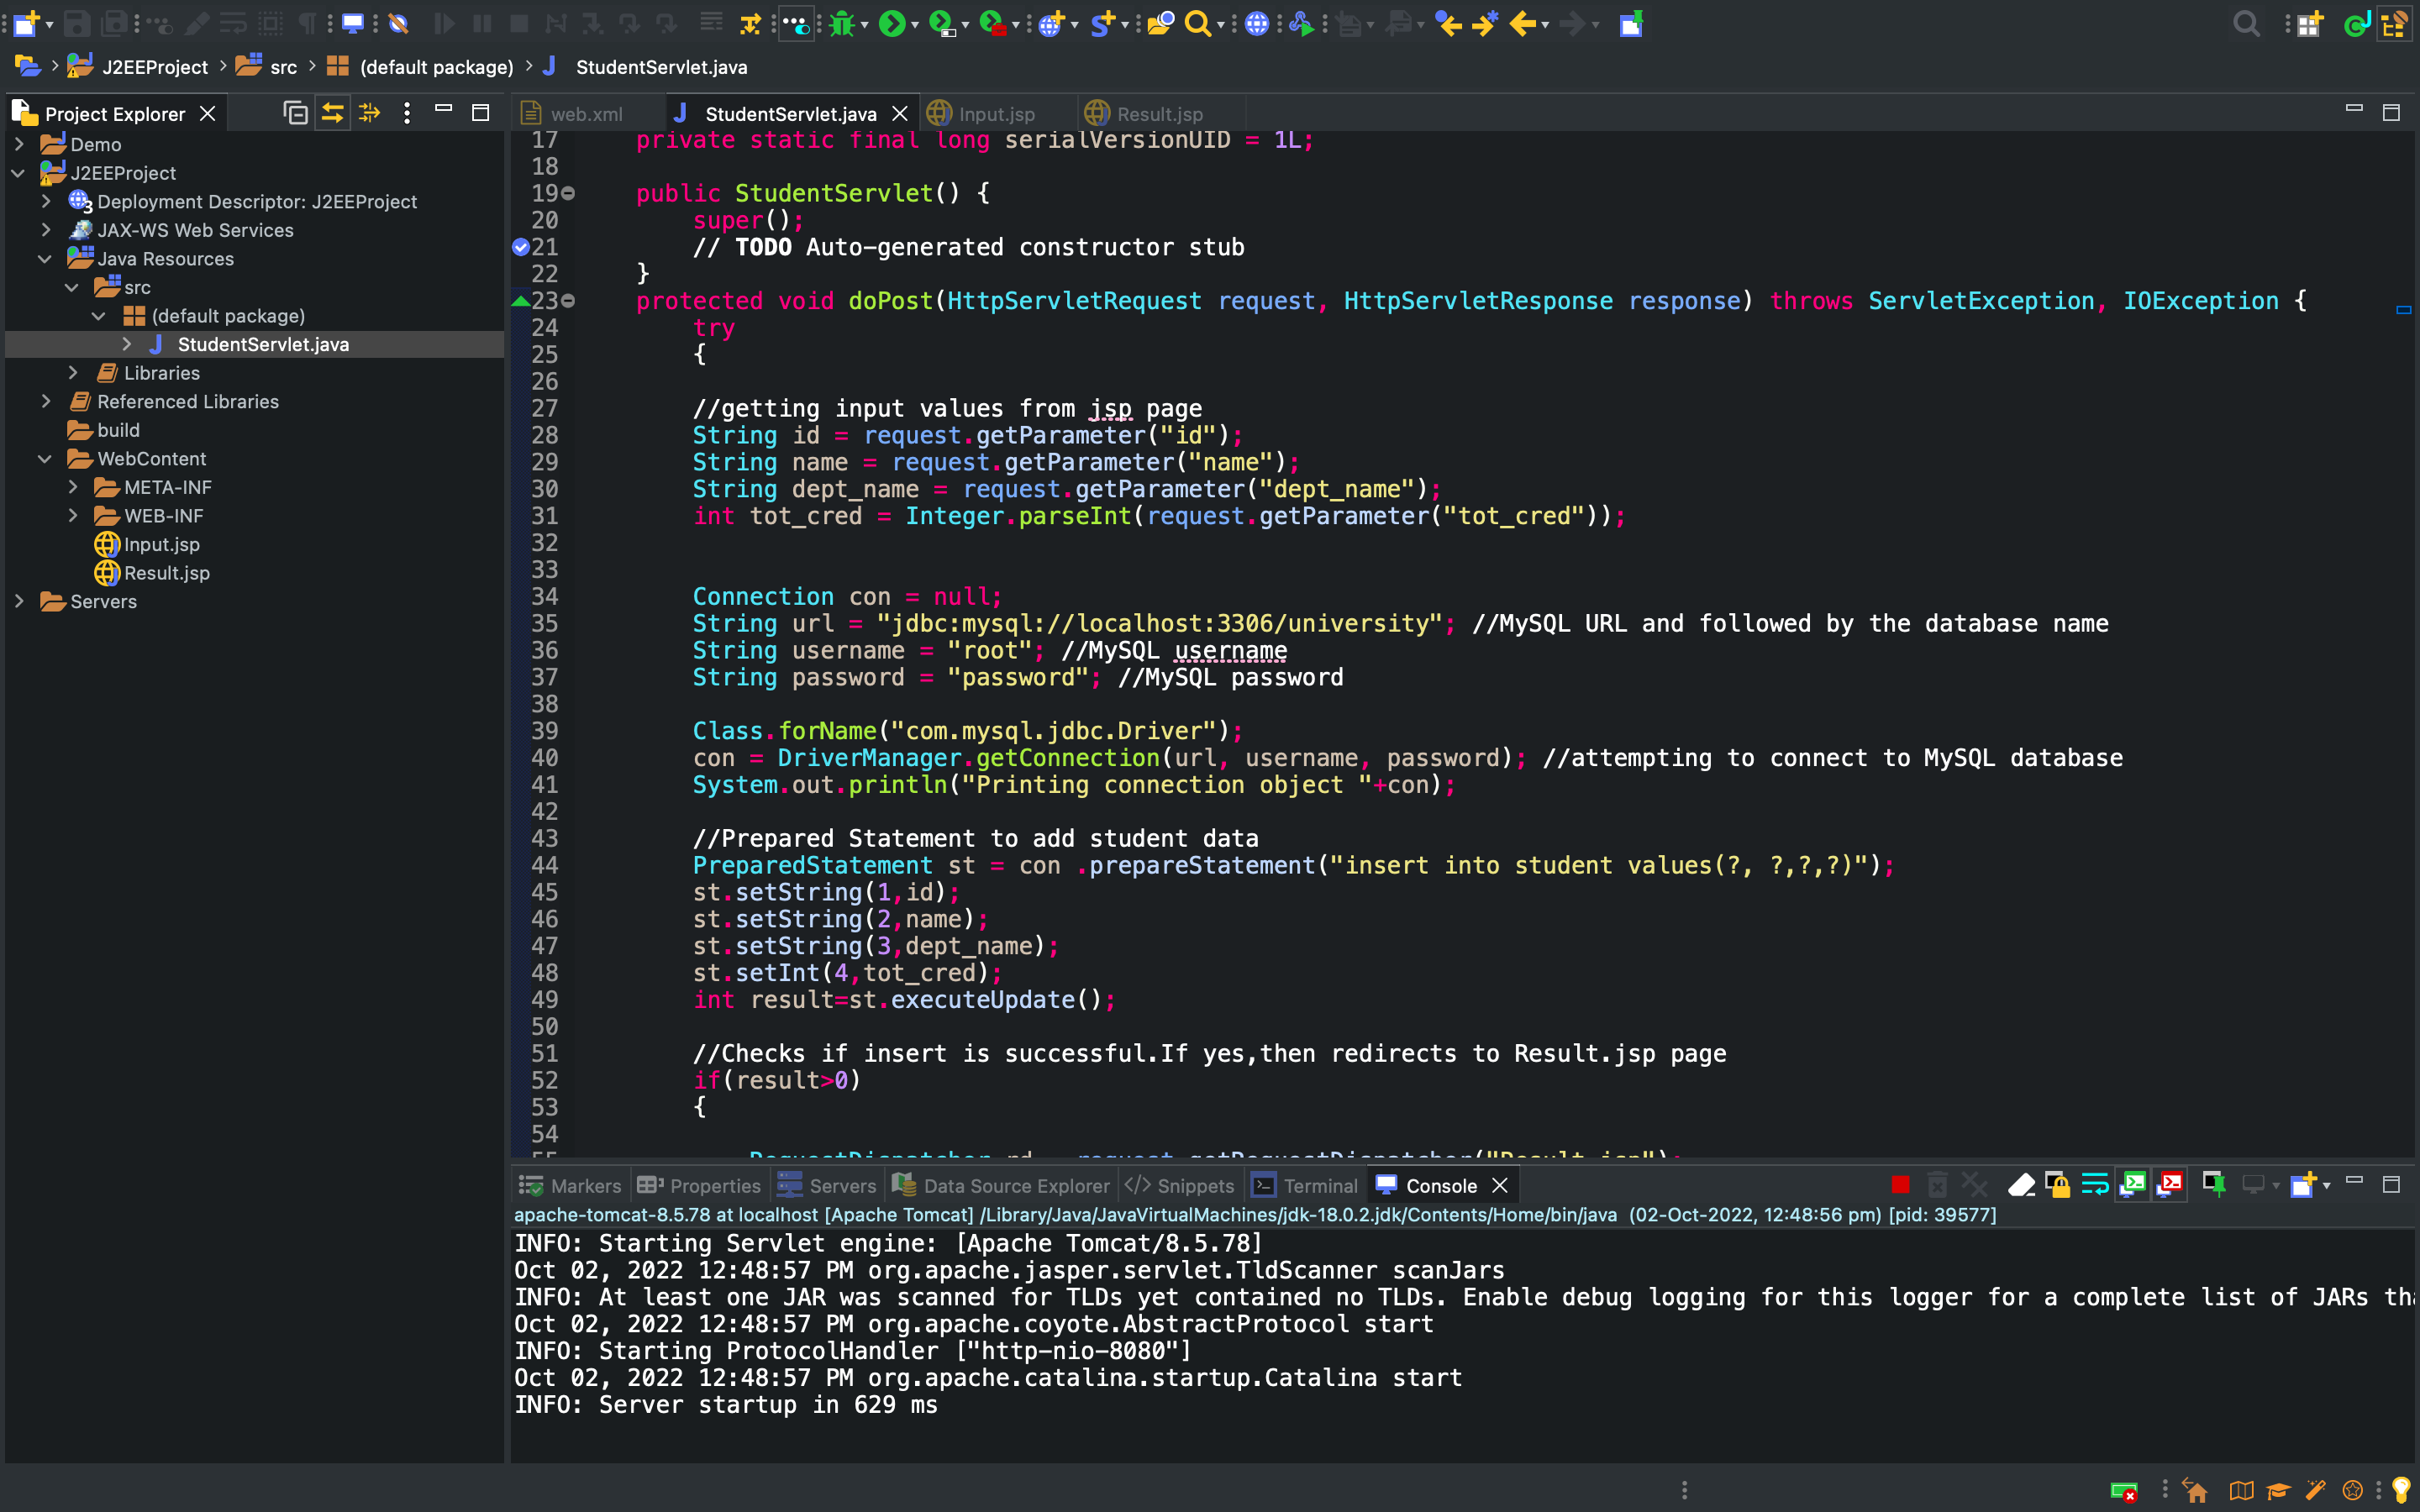 J2EEProject > src > (default package) > StudentServlet.java
Project Explorer
Demo
J2EEProject
Deployment Descriptor: J2EEProject
JAX-WS Web Services
Java Resources
src
(default package)
StudentServlet.java
Libraries
Referenced Libraries
build
WebContent
META-INF
WEB-INF
Input.jsp
Result.jsp
Servers
web.xml StudentServlet.java Input.jsp Result.jsp
17 private static final long serialVersionUID = 1L;
18
19 public StudentServlet() {
20 super();
21 // TODO Auto-generated constructor stub
22 }
23 protected void doPost(HttpServletRequest request, HttpServletResponse response) throws ServletException, IOException {
24 try
25 {
26
27 //getting input values from jsp page
28 String id = request.getParameter("id");
29 String name = request.getParameter("name");
30 String dept_name = request.getParameter("dept_name");
31 int tot_cred = Integer.parseInt(request.getParameter("tot_cred"));
32
33
34 Connection con = null;
35 String url = "jdbc:mysql://localhost:3306/university"; //MySQL URL and followed by the database name
36 String username = "root"; //MySQL username
37 String password = "password"; //MySQL password
38
39 Class.forName("com.mysql.jdbc.Driver");
40 con = DriverManager.getConnection(url, username, password); //attempting to connect to MySQL database
41 System.out.println("Printing connection object "+con);
42
43 //Prepared Statement to add student data
44 PreparedStatement st = con .prepareStatement("insert into student values(?, ?,?,?)");
45 st.setString(1,id);
46 st.setString(2,name);
47 st.setString(3,dept_name);
48 st.setInt(4,tot_cred);
49 int result=st.executeUpdate();
50
51 //Checks if insert is successful.If yes,then redirects to Result.jsp page
52 if(result>0)
53 {
54
55 RequestDispatcher rd = request.getRequestDispatcher("Result.jsp");
Markers Properties Servers Data Source Explorer Snippets Terminal Console
apache-tomcat-8.5.78 at localhost [Apache Tomcat] /Library/Java/JavaVirtualMachines/jdk-18.0.2.jdk/Contents/Home/bin/java (02-Oct-2022, 12:48:56 pm) [pid: 39577]
INFO: Starting Servlet engine: [Apache Tomcat/8.5.78]
Oct 02, 2022 12:48:57 PM org.apache.jasper.servlet.TldScanner scanJars
INFO: At least one JAR was scanned for TLDs yet contained no TLDs. Enable debug logging for this logger for a complete list of JARs tha
Oct 02, 2022 12:48:57 PM org.apache.coyote.AbstractProtocol start
INFO: Starting ProtocolHandler ["http-nio-8080"]
Oct 02, 2022 12:48:57 PM org.apache.catalina.startup.Catalina start
INFO: Server startup in 629 ms